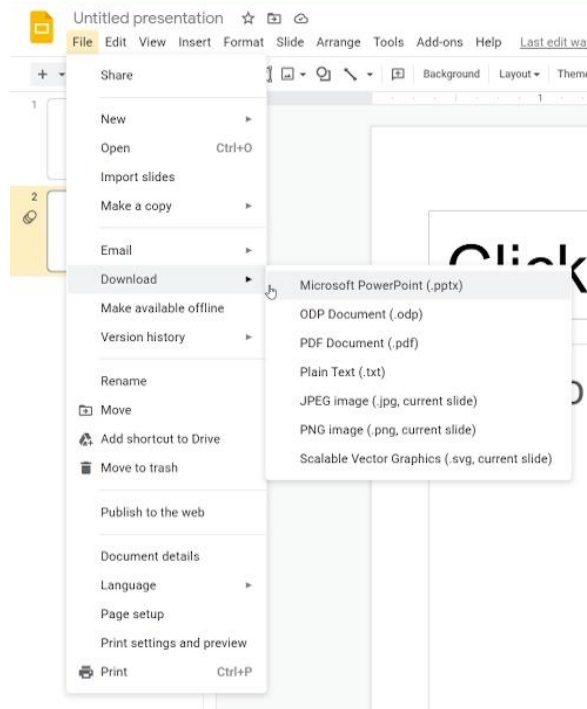 Untitled presentation
File Edit View Insert Format Slide Arrange Tools Add-ons Help Last edit wa
+ Background Layout Theme
1
1
2
Share
New
Open Ctrl+O
Import slides
Make a copy
Email
Download
Make available offline
Version history
Rename
Move
Add shortcut to Drive
Move to trash
Publish to the web
Document details
Language
Page setup
Print settings and preview
Print Ctrl+P
Click
Microsoft PowerPoint (.pptx)
ODP Document (.odp)
PDF Document (.pdf)
Plain Text (.txt)
JPEG image (.jpg, current slide)
PNG image (.png, current slide)
Scalable Vector Graphics (.svg, current slide)